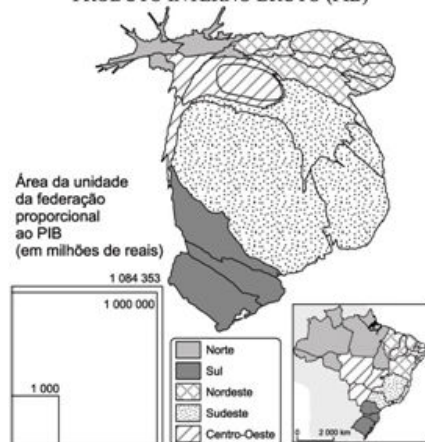 PRODUTO INTERNO BRUTO (PIB)
Área da unidade
da federação
proporcional
ao PIB
(em milhões de reais)
1 084 353
1 000 000
1 000
Norte
Sul
Nordeste
Sudeste
Centro-Oeste
0 2 000 km